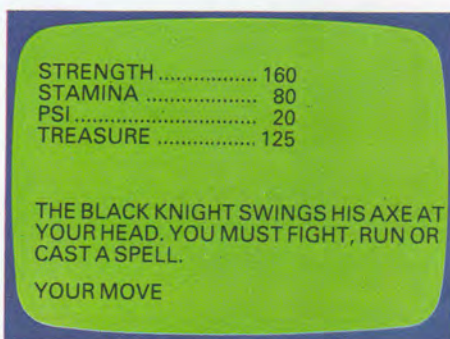 STRENGTH ................ 160
STAMINA ................ 80
PSI .............................. 20
TREASURE ................. 125
THE BLACK KNIGHT SWINGS HIS AXE AT
YOUR HEAD. YOU MUST FIGHT, RUN OR
CAST A SPELL.
YOUR MOVE